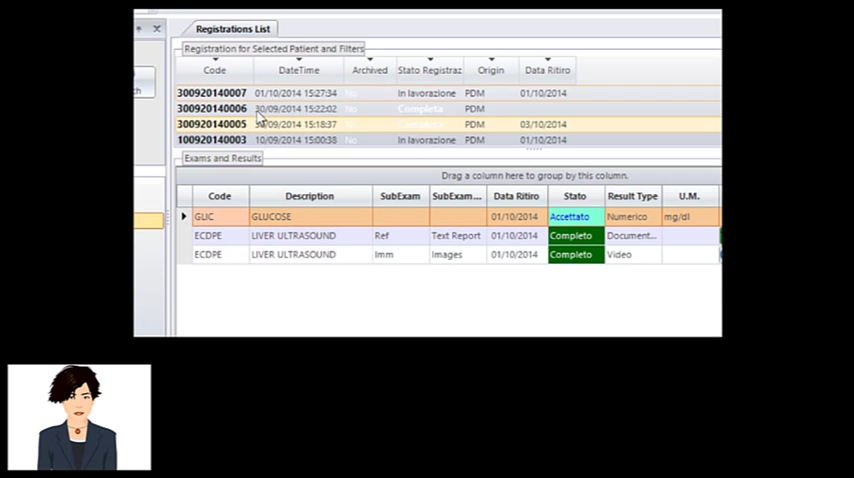 Registrations List
Registration for Selected Patient and Filters
Code DateTime Archived Stato Registraz Origin Data Ritiro
300920140007 01/10/2014 15:27:34 No In lavorazione PDM 01/10/2014
300920140006 30/09/2014 15:22:02 No Completa PDM
300920140005 30/09/2014 15:18:37 No Completa PDM 03/10/2014
100920140003 10/09/2014 15:00:38 No In lavorazione PDM 01/10/2014
Exams and Results
Drag a column here to group by this column.
Code Description SubExam SubExam... Data Ritiro Stato Result Type U.M.
GLIC GLUCOSE 01/10/2014 Accettato Numerico mg/dl
ECDPE LIVER ULTRASOUND Ref Text Report 01/10/2014 Completo Document...
ECDPE LIVER ULTRASOUND Imm Images 01/10/2014 Completo Video